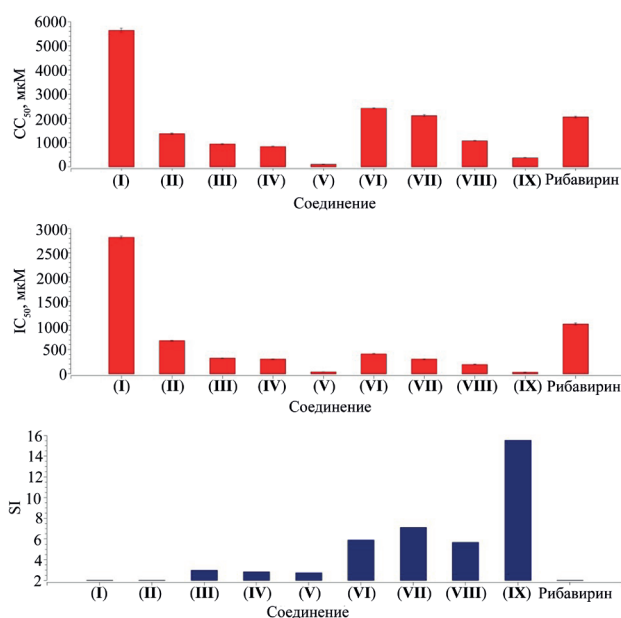 6000
5000
4000
3000
2000
1000
0
CC50, мкМ
(I) (II) (III) (IV) (V) (VI) (VII) (VIII) (IX) Рибавирин
Соединение
3000
2500
2000
1500
1000
500
0
IC50, мкМ
(I) (II) (III) (IV) (V) (VI) (VII) (VIII) (IX) Рибавирин
Соединение
16
14
12
10
8
6
4
2
SI
(I) (II) (III) (IV) (V) (VI) (VII) (VIII) (IX) Рибавирин
Соединение